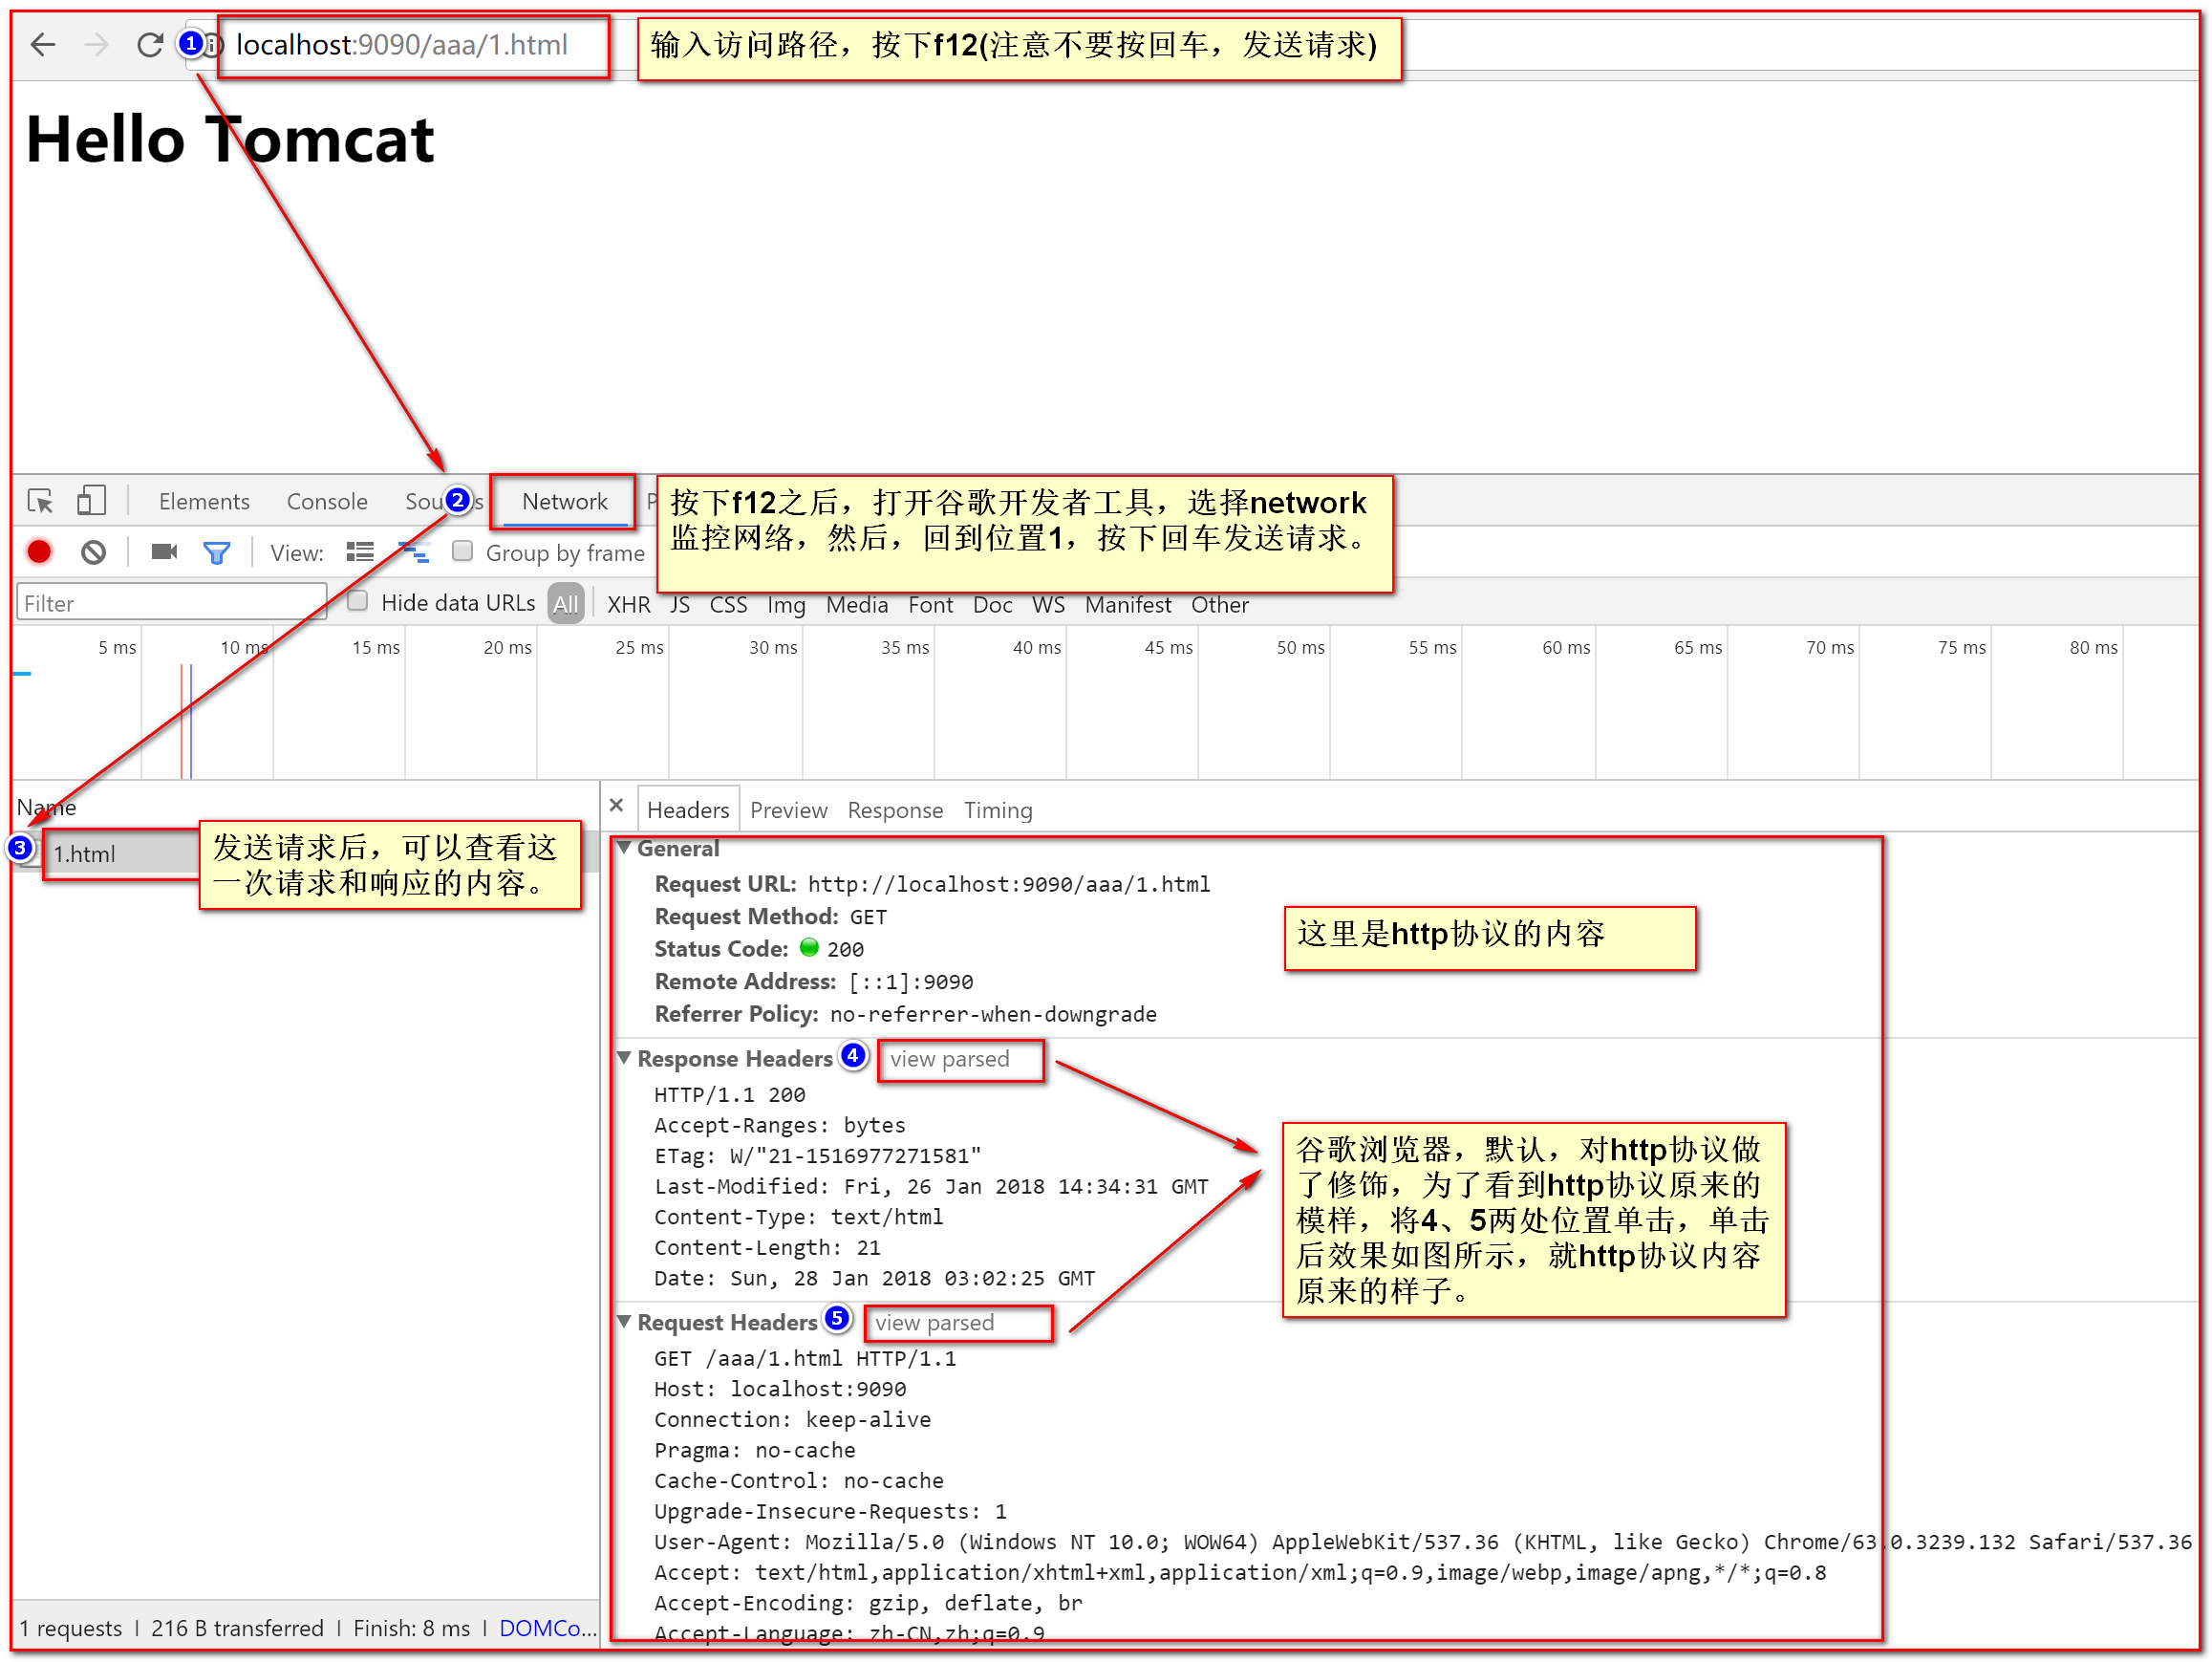 1
localhost:9090/aaa/1.html
输入访问路径，按下f12(注意不要按回车，发送请求)
Hello Tomcat
Elements Console 2 Network
按下f12之后，打开谷歌开发者工具，选择network
监控网络，然后，回到位置1，按下回车发送请求。
View: Group by frame
Filter Hide data URLs All XHR JS CSS Img Media Font Doc WS Manifest Other
5 ms 10 ms 15 ms 20 ms 25 ms 30 ms 35 ms 40 ms 45 ms 50 ms 55 ms 60 ms 65 ms 70 ms 75 ms 80 ms
Name
3 1.html
发送请求后，可以查看这
一次请求和响应的内容。
× Headers Preview Response Timing
General
Request URL: http://localhost:9090/aaa/1.html
Request Method: GET
Status Code: 200
Remote Address: [::1]:9090
Referrer Policy: no-referrer-when-downgrade
这里是http协议的内容
Response Headers 4 view parsed
HTTP/1.1 200
Accept-Ranges: bytes
ETag: W/"21-1516977271581"
Last-Modified: Fri, 26 Jan 2018 14:34:31 GMT
Content-Type: text/html
Content-Length: 21
Date: Sun, 28 Jan 2018 03:02:25 GMT
谷歌浏览器，默认，对http协议做
了修饰，为了看到http协议原来的
模样，将4、5两处位置单击，单击
后效果如图所示，就http协议内容
原来的样子。
Request Headers 5 view parsed
GET /aaa/1.html HTTP/1.1
Host: localhost:9090
Connection: keep-alive
Pragma: no-cache
Cache-Control: no-cache
Upgrade-Insecure-Requests: 1
User-Agent: Mozilla/5.0 (Windows NT 10.0; WOW64) AppleWebKit/537.36 (KHTML, like Gecko) Chrome/63.0.3239.132 Safari/537.36
Accept: text/html,application/xhtml+xml,application/xml;q=0.9,image/webp,image/apng,*/*;q=0.8
Accept-Encoding: gzip, deflate, br
Accept-Language: zh-CN,zh;q=0.9
1 requests | 216 B transferred | Finish: 8 ms | DOMCo...